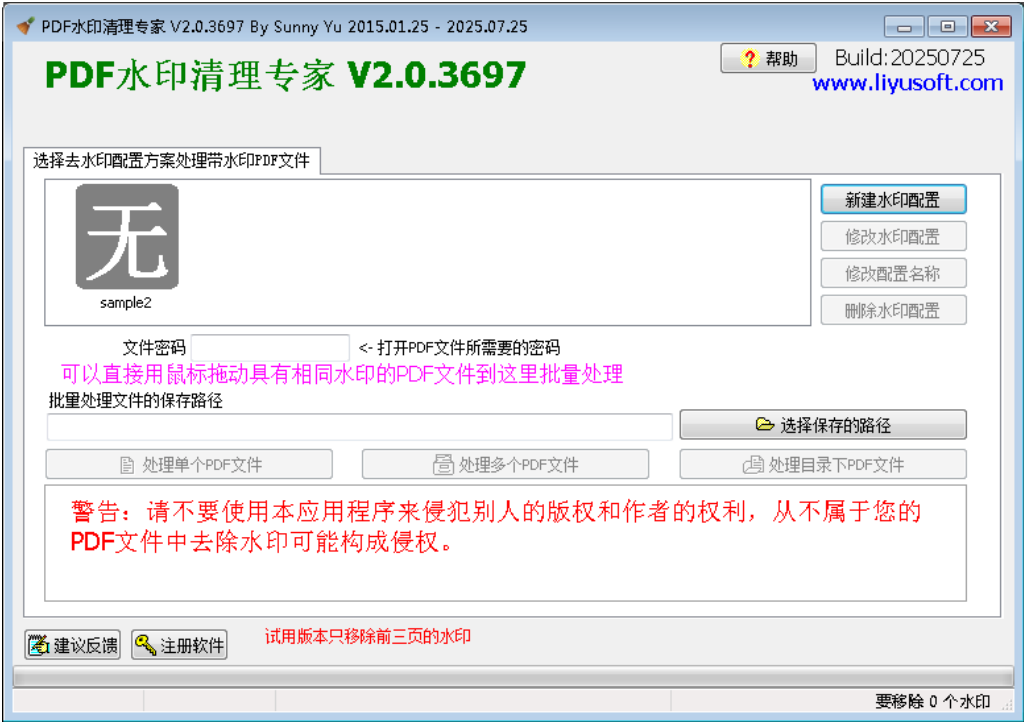 PDF水印清理专家 V2.0.3697 By Sunny Yu 2015.01.25 - 2025.07.25
PDF水印清理专家 V2.0.3697
? 帮助
Build:20250725
www.liyusoft.com
选择去水印配置方案处理带水印PDF文件
无
sample2
新建水印配置
修改水印配置
修改配置名称
删除水印配置
文件密码
<- 打开PDF文件所需要的密码
可以直接用鼠标拖动具有相同水印的PDF文件到这里批量处理
批量处理文件的保存路径
选择保存的路径
处理单个PDF文件
处理多个PDF文件
处理目录下PDF文件
警告：请不要使用本应用程序来侵犯别人的版权和作者的权利，从不属于您的
PDF文件中去除水印可能构成侵权。
建议反馈
注册软件
试用版本只移除前三页的水印
要移除 0 个水印